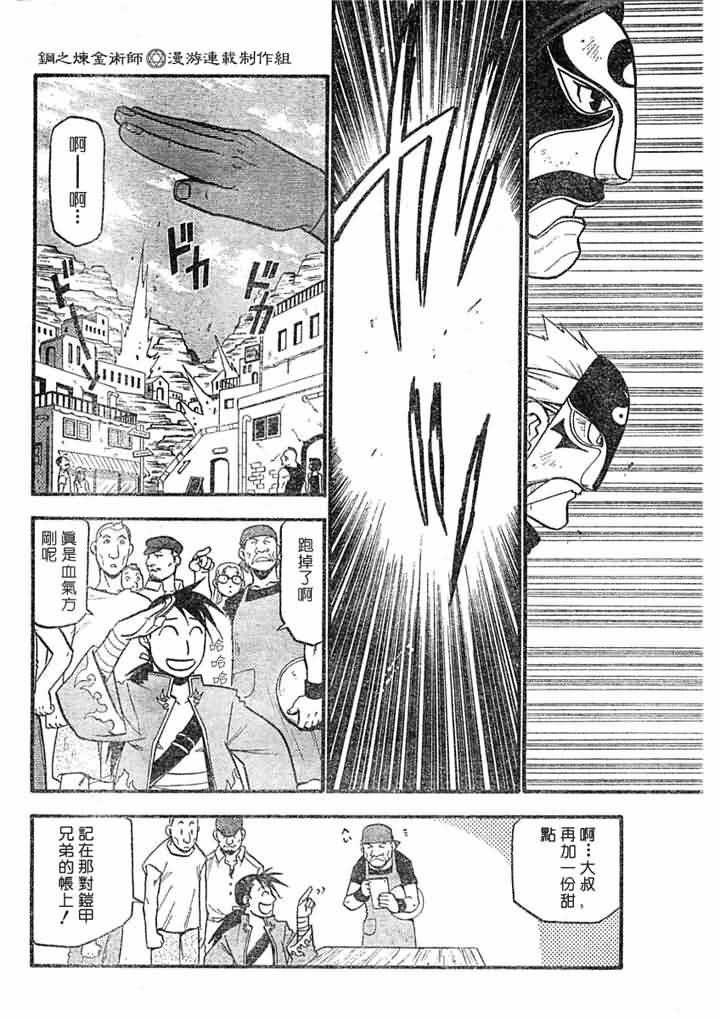 鋼之煉金術師 漫游連載制作組
啊——啊…
ドカ
ドカ
ドーン
跑掉了啊
真是血氣方
剛呢
哈
哈
哈
啊…大叔，
再加一份甜
點
記在那對鎧甲
兄弟的帳上！